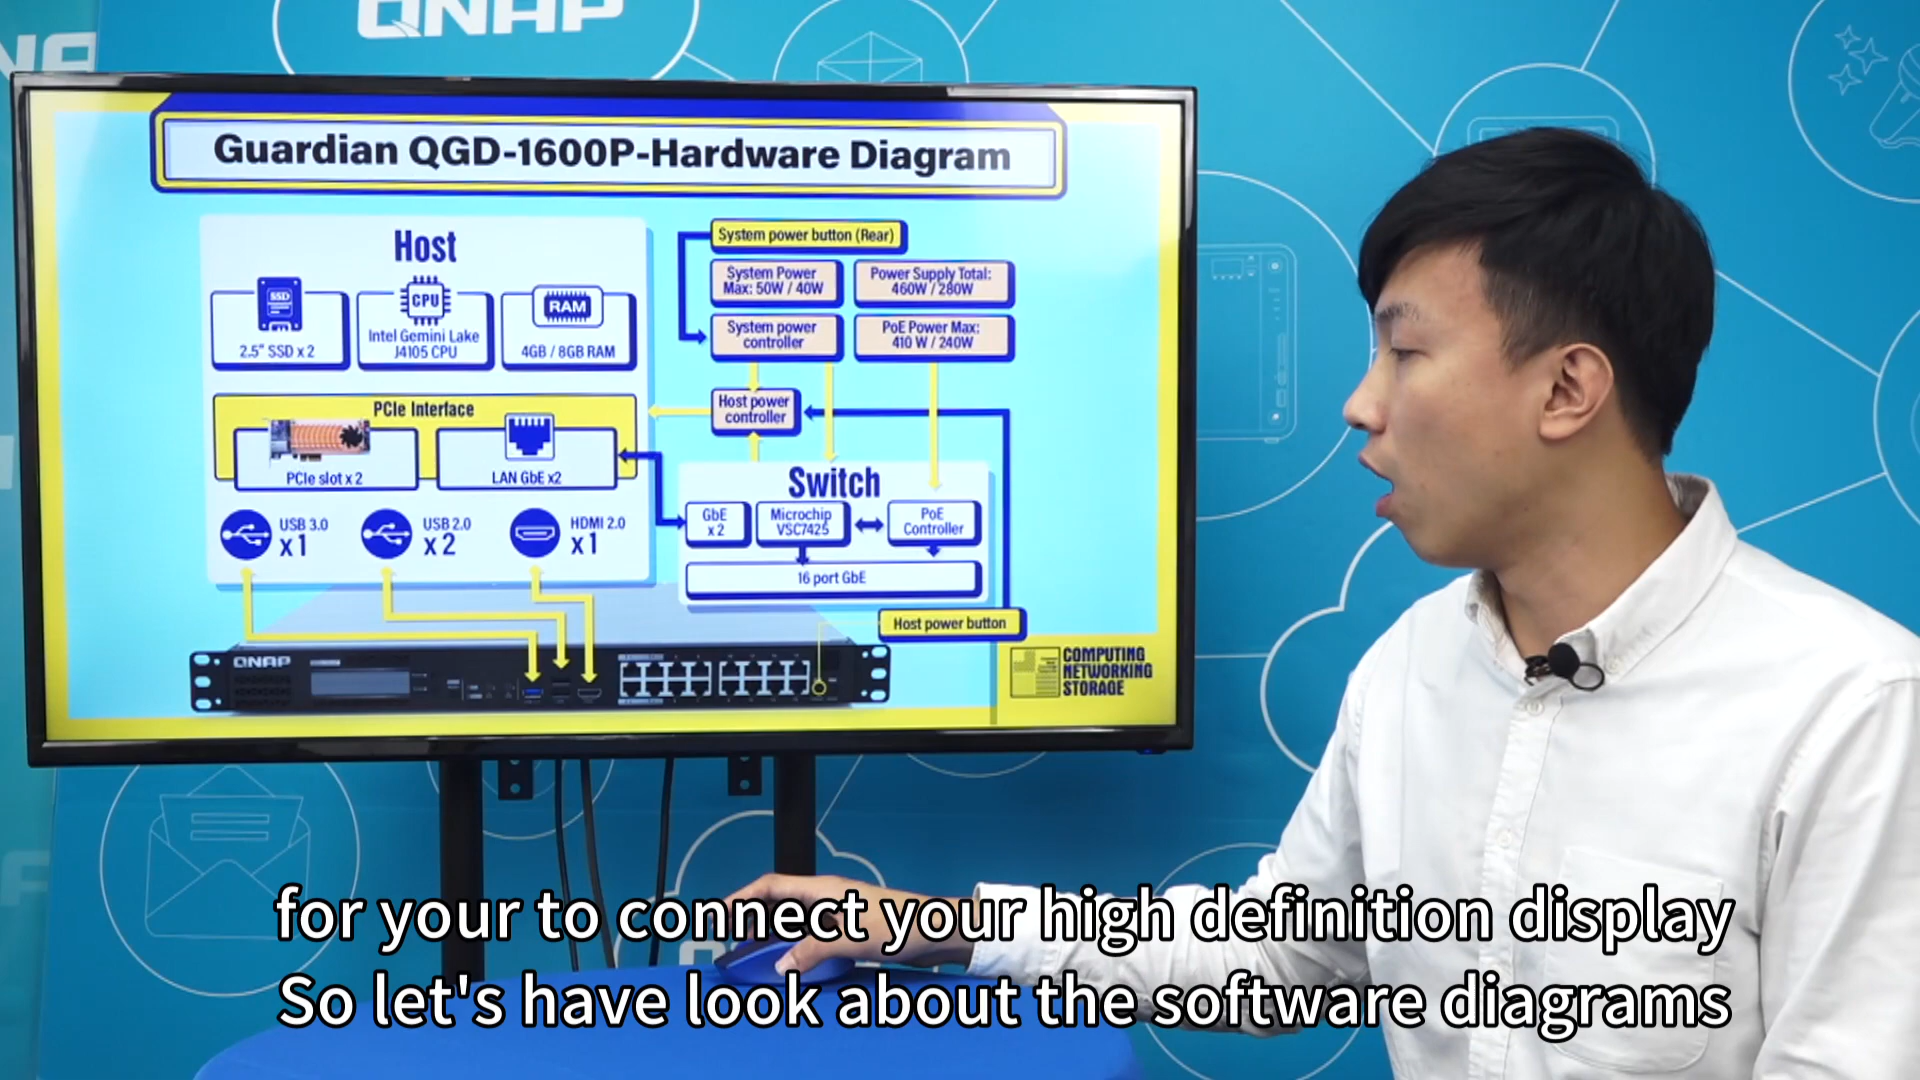 QNAP
NA
Guardian QGD-1600P-Hardware Diagram
Host
SSD
2.5" SSD x 2
CPU
Intel Gemini Lake
J4105 CPU
RAM
4GB / 8GB RAM
PCIe Interface
PCIe slot x 2
LAN GbE x2
USB 3.0
x1
USB 2.0
x 2
HDMI 2.0
x 1
System power button (Rear)
System Power
Max: 50W / 40W
Power Supply Total:
460W / 280W
System power
controller
PoE Power Max:
410 W / 240W
Host power
controller
Switch
GbE
x 2
Microchip
VSC7425
PoE
Controller
16 port GbE
Host power button
QNAP
COMPUTING
NETWORKING
STORAGE
for your to connect your high definition display
So let's have look about the software diagrams